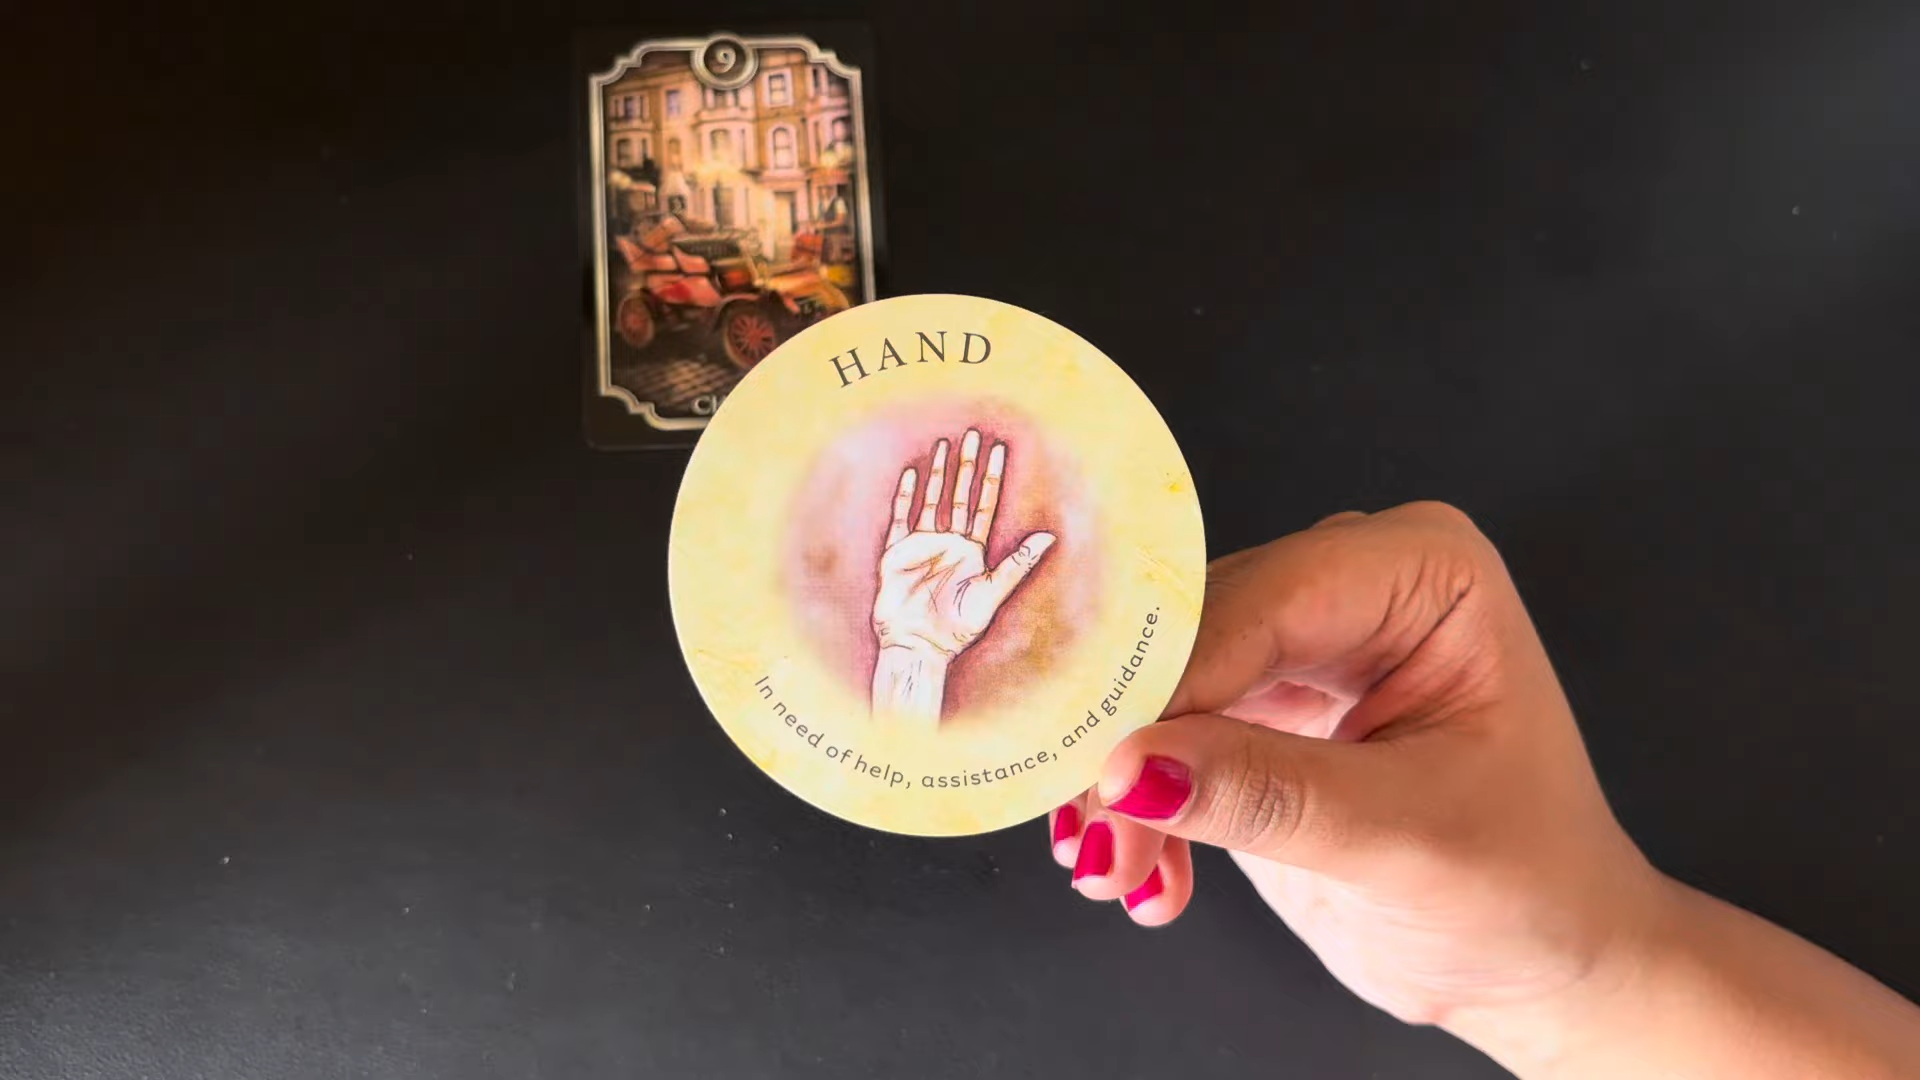 9
HAND
In need of help, assistance, and guidance.